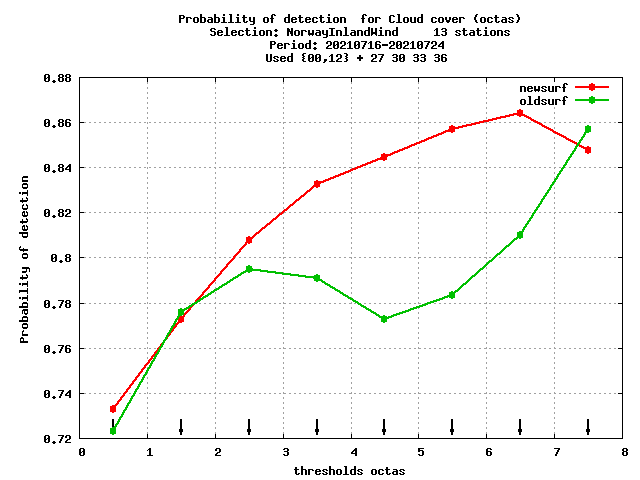 Probability of detection  for Cloud cover (octas)
Selection: NorwayInlandWind     13 stations
Period: 20210716-20210724
Used {00,12} + 27 30 33 36
newsurf
oldsurf
0.88
0.86
0.84
0.82
0.8
0.78
0.76
0.74
0.72
Probability of detection
0 1 2 3 4 5 6 7 8
thresholds octas